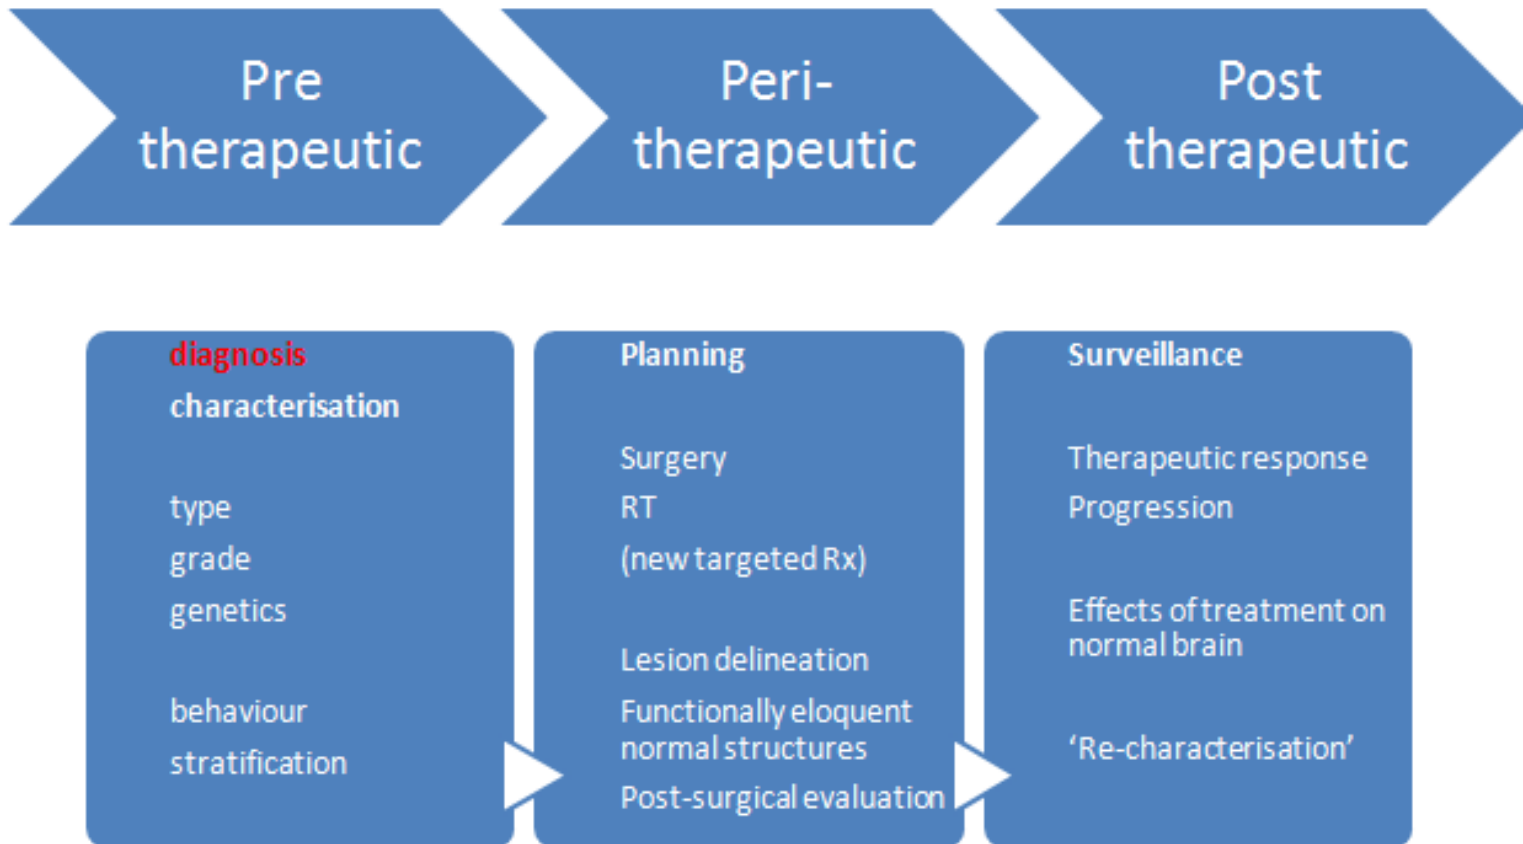 Pre
therapeutic
Peri-
therapeutic
Post
therapeutic
diagnosis
characterisation
type
grade
genetics
behaviour
stratification
Planning
Surgery
RT
(new targeted Rx)
Lesion delineation
Functionally eloquent
normal structures
Post-surgical evaluation
Surveillance
Therapeutic response
Progression
Effects of treatment on
normal brain
‘Re-characterisation’